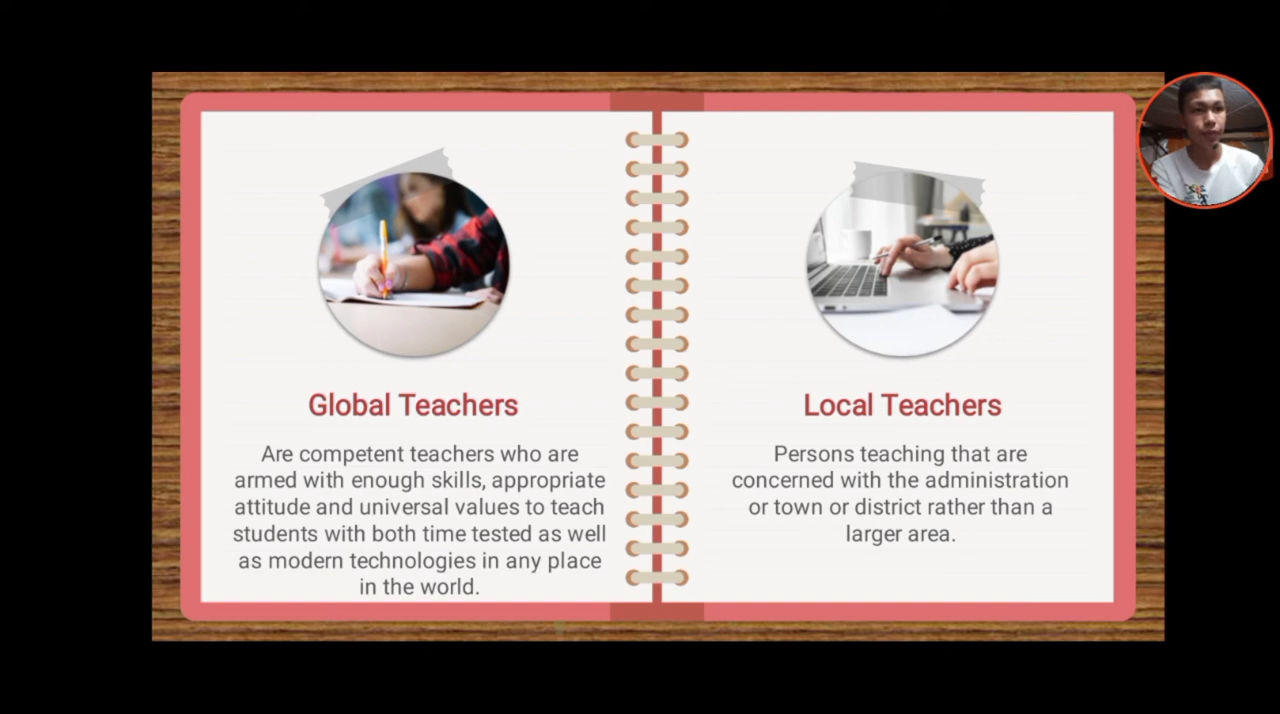 Global Teachers
Are competent teachers who are
armed with enough skills, appropriate
attitude and universal values to teach
students with both time tested as well
as modern technologies in any place
in the world.
Local Teachers
Persons teaching that are
concerned with the administration
or town or district rather than a
larger area.